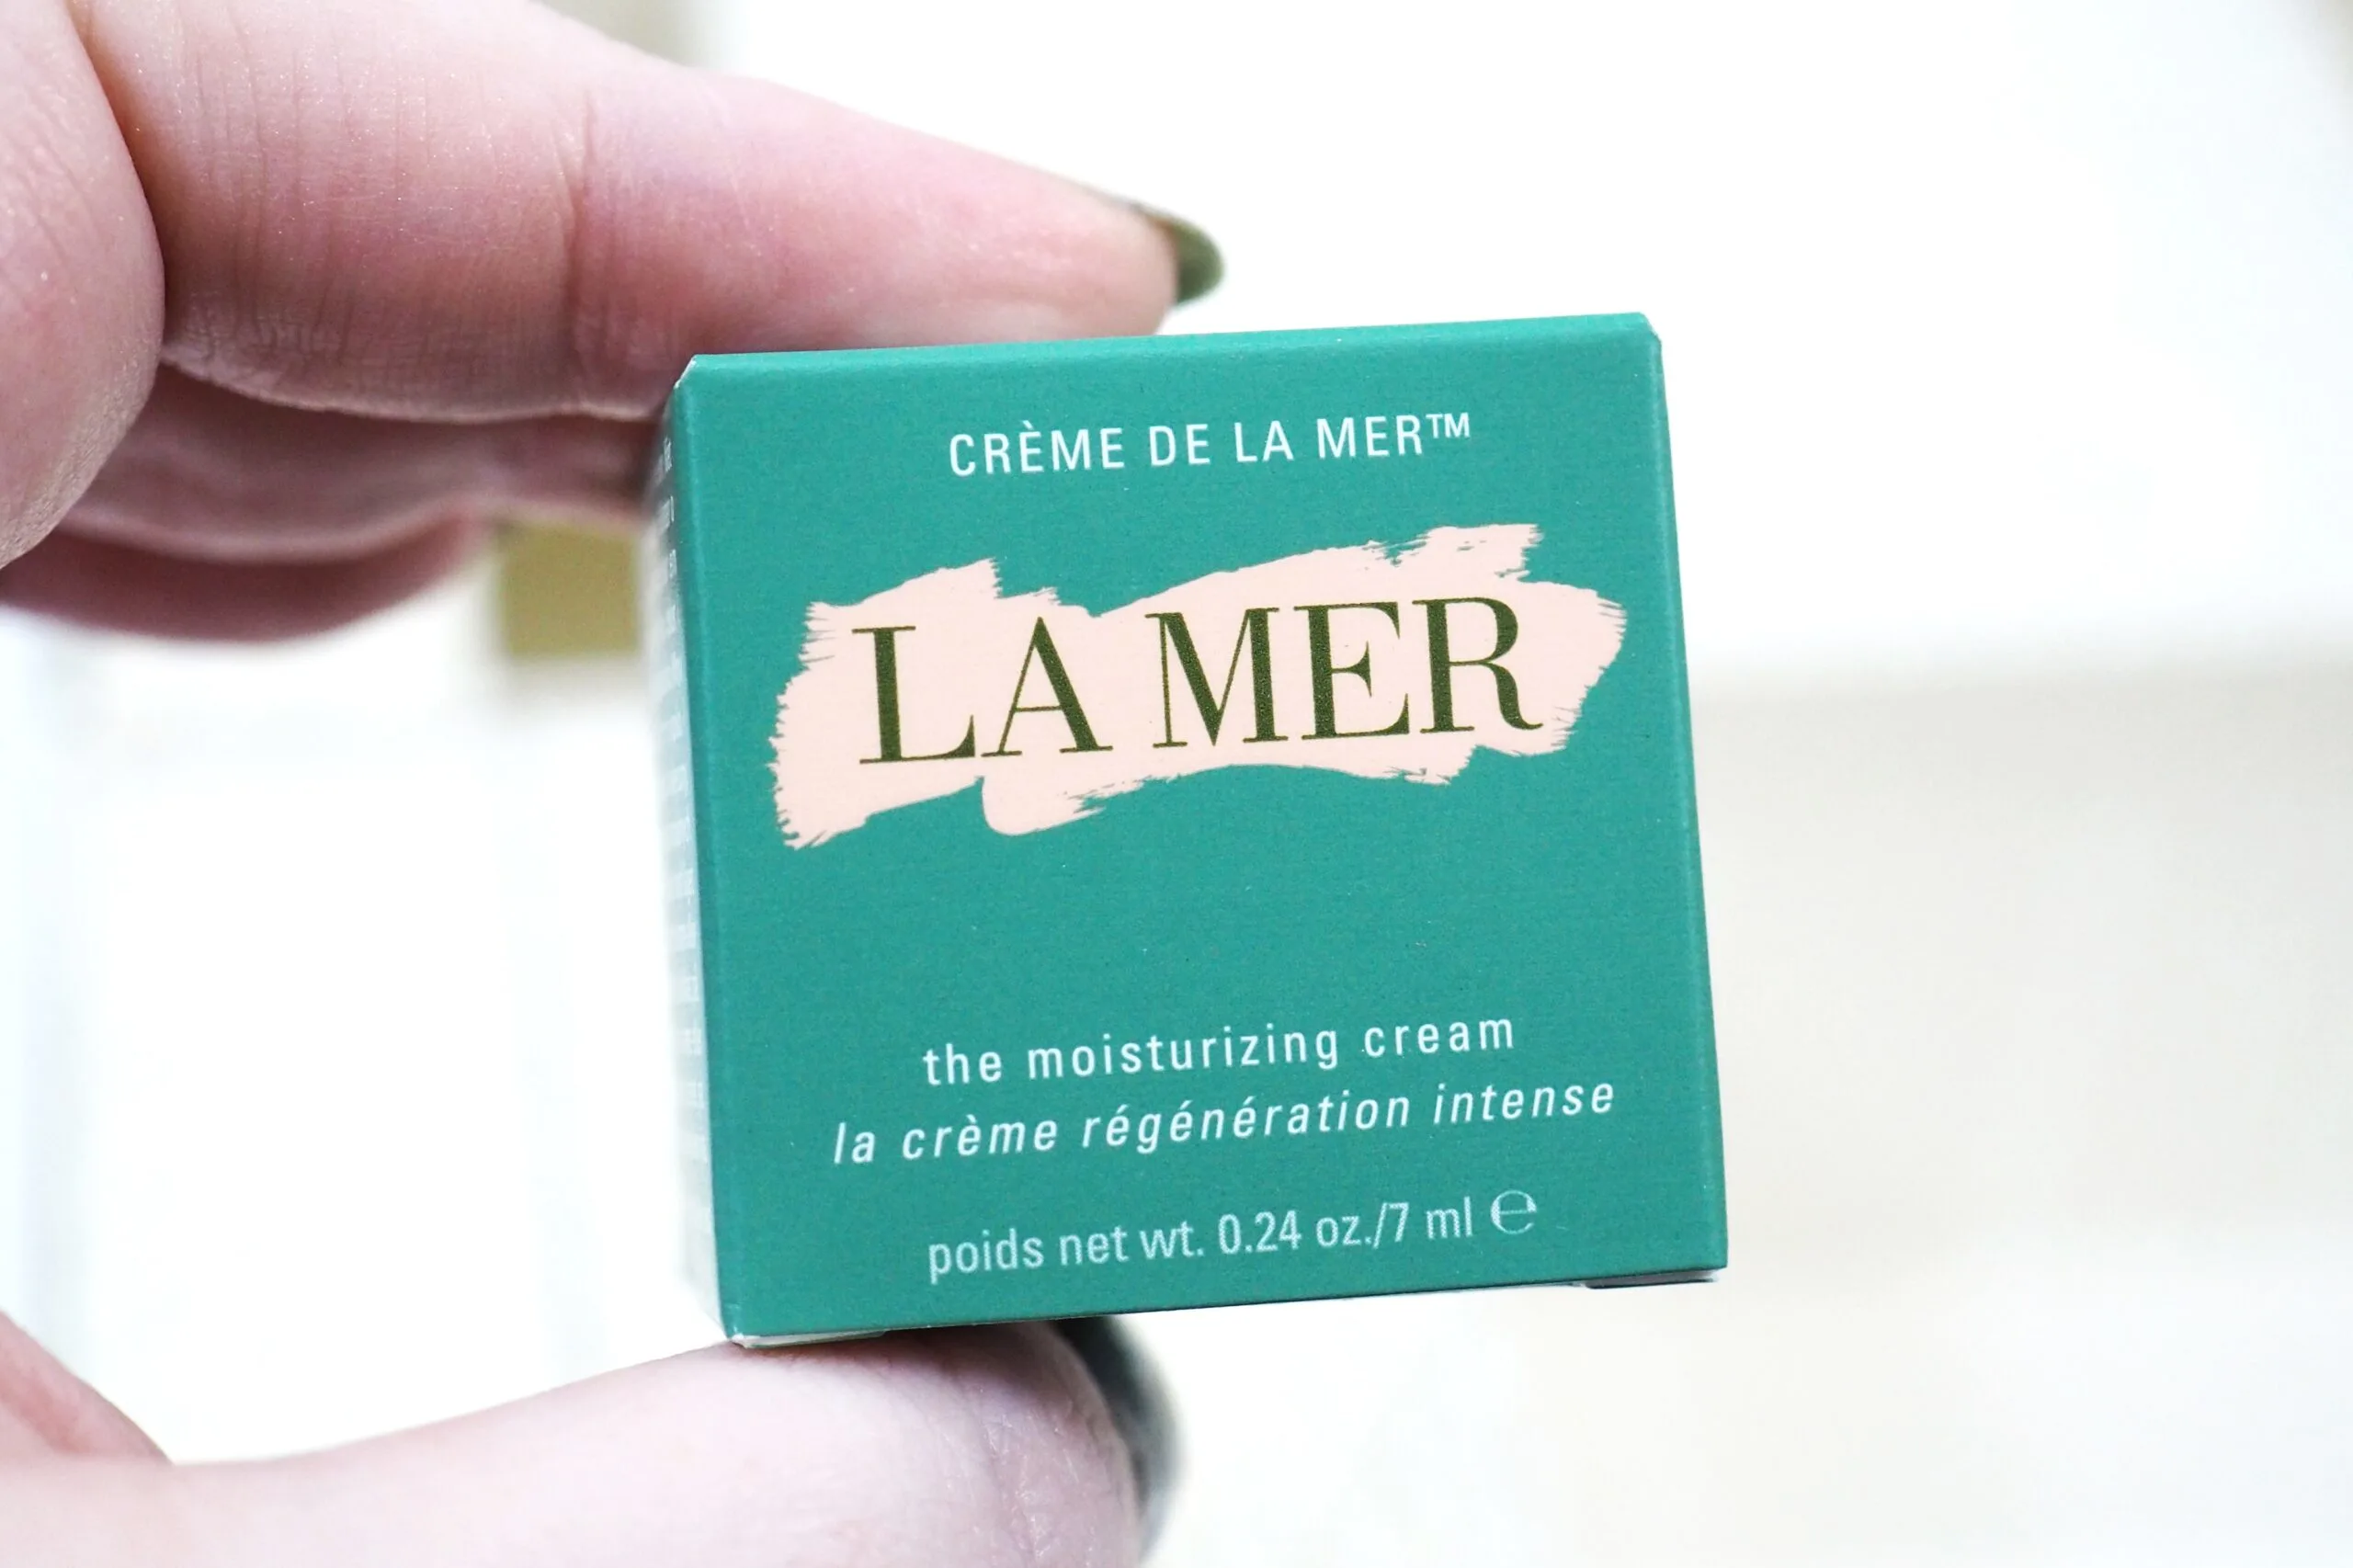 CRÈME DE LA MER™
LA MER
the moisturizing cream
la crème régénération intense
poids net wt. 0.24 oz./7 ml ℮